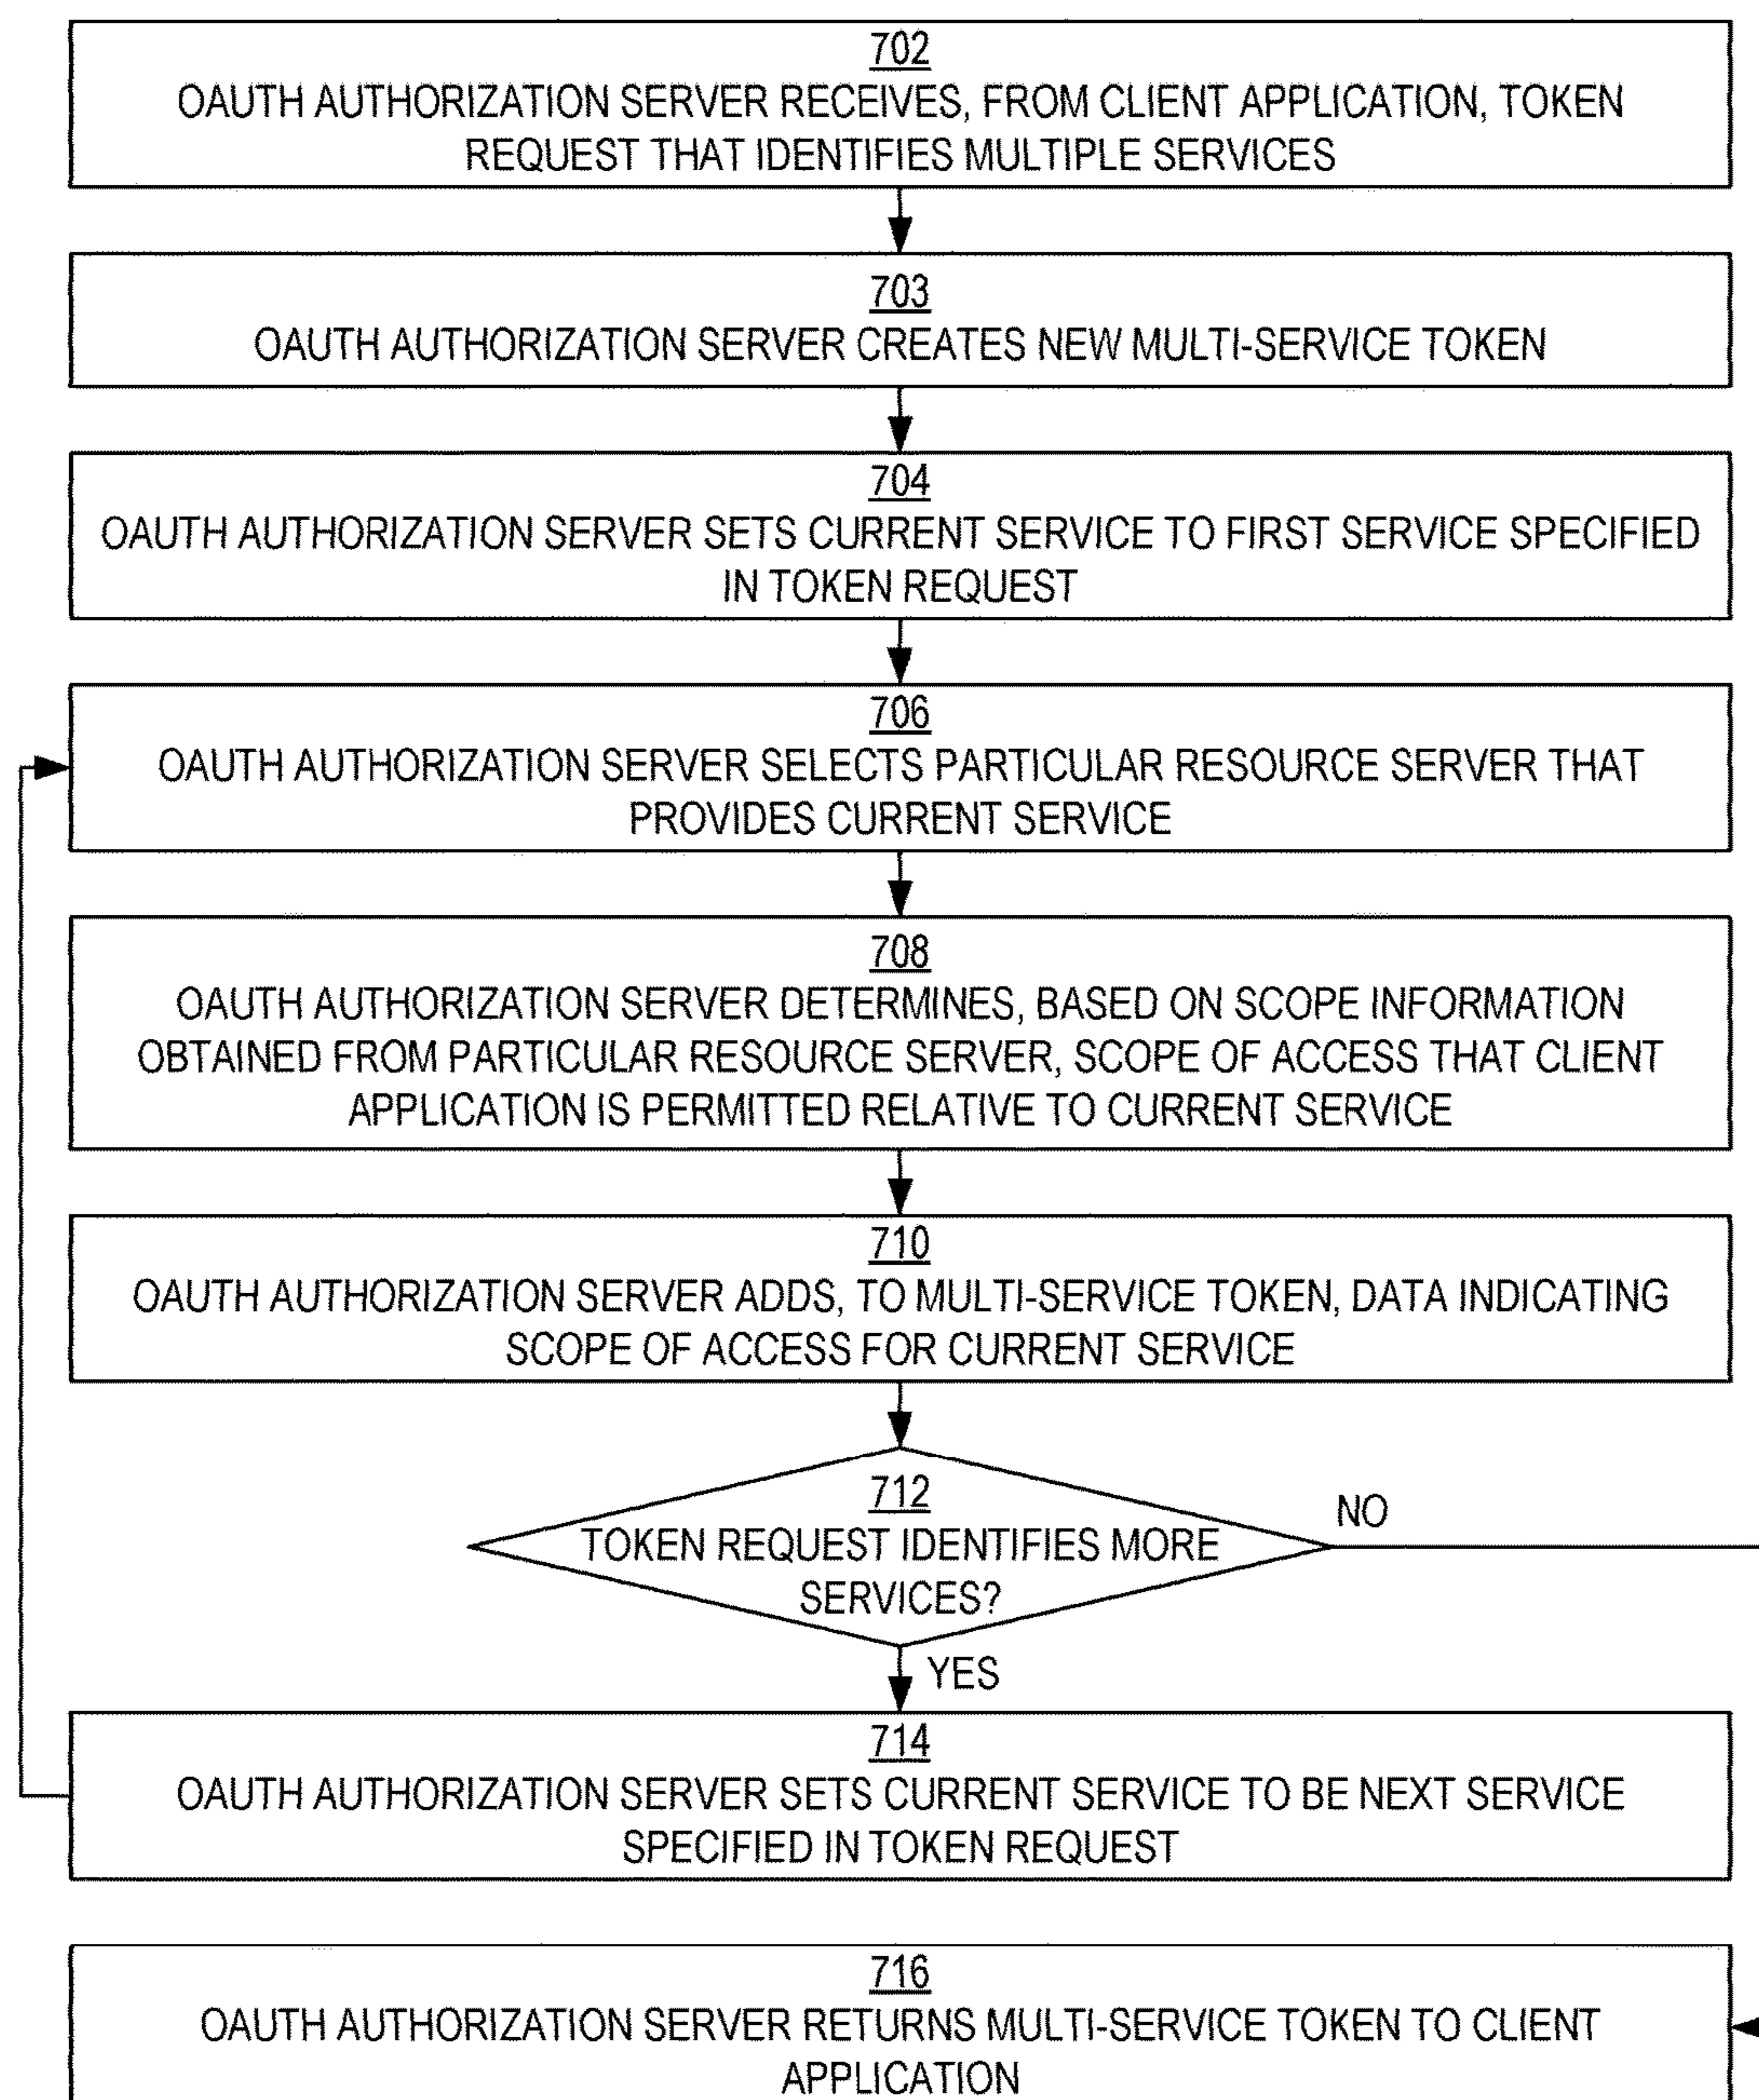 702
OAUTH AUTHORIZATION SERVER RECEIVES, FROM CLIENT APPLICATION, TOKEN
REQUEST THAT IDENTIFIES MULTIPLE SERVICES
703
OAUTH AUTHORIZATION SERVER CREATES NEW MULTI-SERVICE TOKEN
704
OAUTH AUTHORIZATION SERVER SETS CURRENT SERVICE TO FIRST SERVICE SPECIFIED
IN TOKEN REQUEST
706
OAUTH AUTHORIZATION SERVER SELECTS PARTICULAR RESOURCE SERVER THAT
PROVIDES CURRENT SERVICE
708
OAUTH AUTHORIZATION SERVER DETERMINES, BASED ON SCOPE INFORMATION
OBTAINED FROM PARTICULAR RESOURCE SERVER, SCOPE OF ACCESS THAT CLIENT
APPLICATION IS PERMITTED RELATIVE TO CURRENT SERVICE
710
OAUTH AUTHORIZATION SERVER ADDS, TO MULTI-SERVICE TOKEN, DATA INDICATING
SCOPE OF ACCESS FOR CURRENT SERVICE
712
TOKEN REQUEST IDENTIFIES MORE
SERVICES?
NO
YES
714
OAUTH AUTHORIZATION SERVER SETS CURRENT SERVICE TO BE NEXT SERVICE
SPECIFIED IN TOKEN REQUEST
716
OAUTH AUTHORIZATION SERVER RETURNS MULTI-SERVICE TOKEN TO CLIENT
APPLICATION